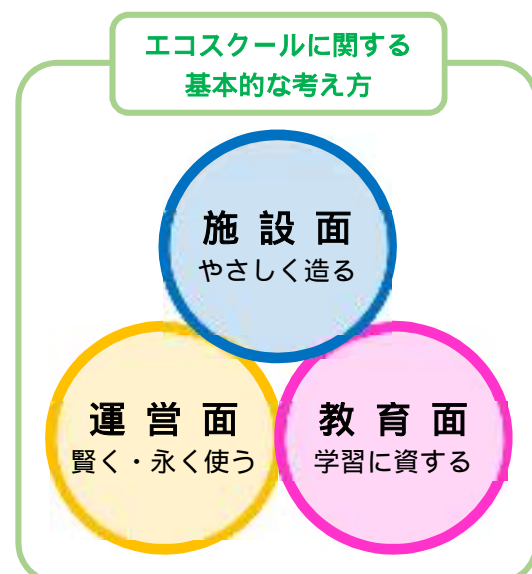 エコスクールに関する
基本的な考え方
施設面
やさしく造る
運営面
賢く・永く使う
教育面
学習に資する